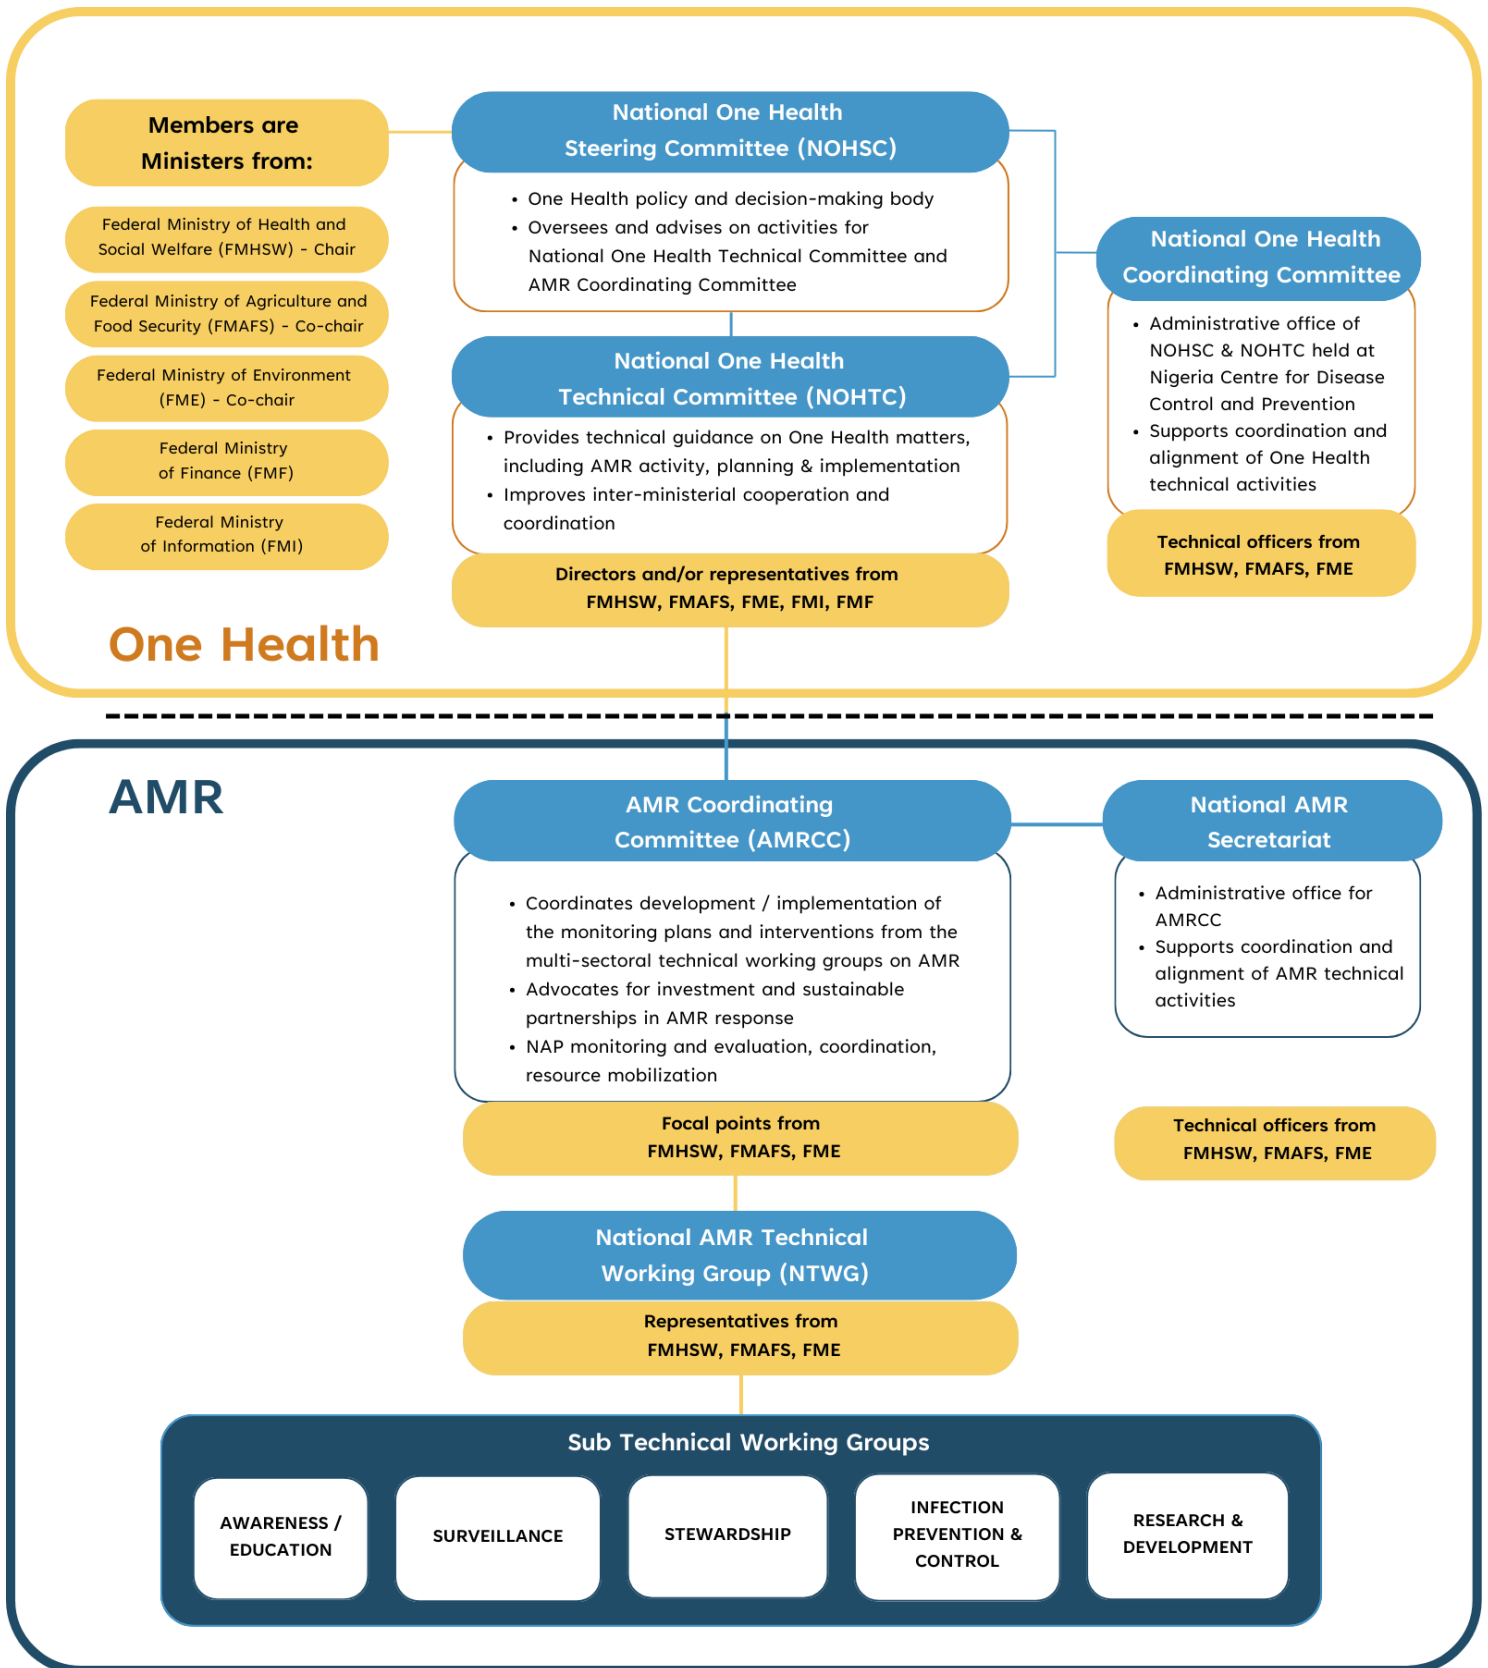 Members are
Ministers from:
Federal Ministry of Health and
Social Welfare (FMHSW) - Chair
Federal Ministry of Agriculture and
Food Security (FMAFS) - Co-chair
Federal Ministry of Environment
(FME) - Co-chair
Federal Ministry
of Finance (FMF)
Federal Ministry
of Information (FMI)
National One Health
Steering Committee (NOHSC)
• One Health policy and decision-making body
• Oversees and advises on activities for
National One Health Technical Committee and
AMR Coordinating Committee
National One Health
Technical Committee (NOHTC)
• Provides technical guidance on One Health matters,
including AMR activity, planning & implementation
• Improves inter-ministerial cooperation and
coordination
Directors and/or representatives from
FMHSW, FMAFS, FME, FMI, FMF
National One Health
Coordinating Committee
• Administrative office of
NOHSC & NOHTC held at
Nigeria Centre for Disease
Control and Prevention
• Supports coordination and
alignment of One Health
technical activities
Technical officers from
FMHSW, FMAFS, FME
One Health
AMR
AMR Coordinating
Committee (AMRCC)
• Coordinates development / implementation of
the monitoring plans and interventions from the
multi-sectoral technical working groups on AMR
• Advocates for investment and sustainable
partnerships in AMR response
• NAP monitoring and evaluation, coordination,
resource mobilization
Focal points from
FMHSW, FMAFS, FME
National AMR
Secretariat
• Administrative office for
AMRCC
• Supports coordination and
alignment of AMR technical
activities
Technical officers from
FMHSW, FMAFS, FME
National AMR Technical
Working Group (NTWG)
Representatives from
FMHSW, FMAFS, FME
Sub Technical Working Groups
AWARENESS /
EDUCATION
SURVEILLANCE
STEWARDSHIP
INFECTION
PREVENTION &
CONTROL
RESEARCH &
DEVELOPMENT